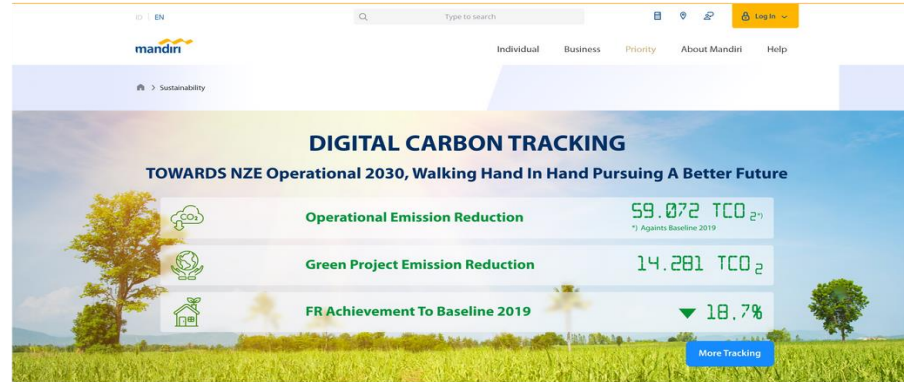 ID | EN
Type to search
Log In
mandiri
Individual Business Priority About Mandiri Help
> Sustainability
DIGITAL CARBON TRACKING
TOWARDS NZE Operational 2030, Walking Hand In Hand Pursuing A Better Future
CO₂
Operational Emission Reduction
59.072 TCO₂*)
*) Againts Baseline 2019
Green Project Emission Reduction
14.281 TCO₂
FR Achievement To Baseline 2019
▼ 18,7%
More Tracking